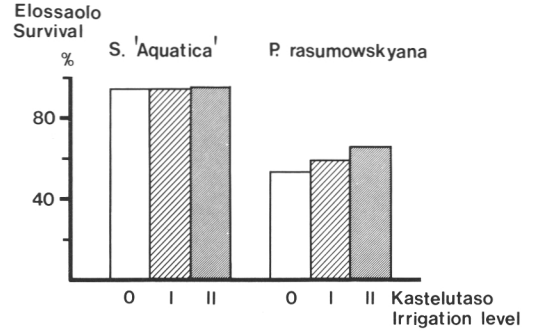 Elossaolo
Survival
%
S. 'Aquatica'
P. rasumowskyana
80
40
0 I II 0 I II Kastelutaso
Irrigation level